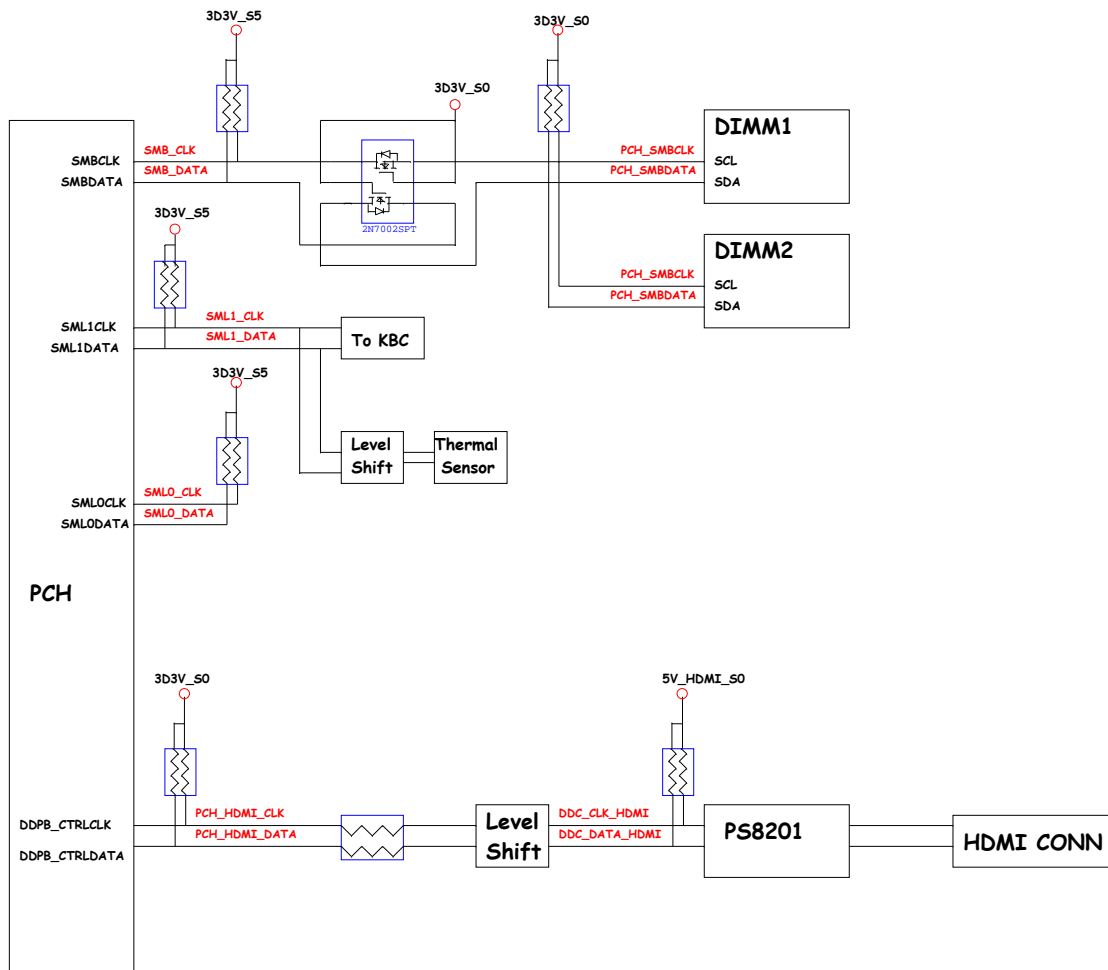 3D3V_S5
3D3V_S0
3D3V_S0
DIMM1
SMBCLK
SMB_CLK
PCH_SMBCLK
SCL
SMBDATA
SMB_DATA
PCH_SMBDATA
SDA
3D3V_S5
2N7002SPT
DIMM2
PCH_SMBCLK
SCL
PCH_SMBDATA
SDA
SML1CLK
SML1_CLK
SML1DATA
SML1_DATA
To KBC
3D3V_S5
Level
Shift
Thermal
Sensor
SML0CLK
SML0_CLK
SML0DATA
SML0_DATA
PCH
3D3V_S0
5V_HDMI_S0
DDPB_CTRLCLK
PCH_HDMI_CLK
DDPB_CTRLDATA
PCH_HDMI_DATA
Level
Shift
DDC_CLK_HDMI
DDC_DATA_HDMI
PS8201
HDMI CONN